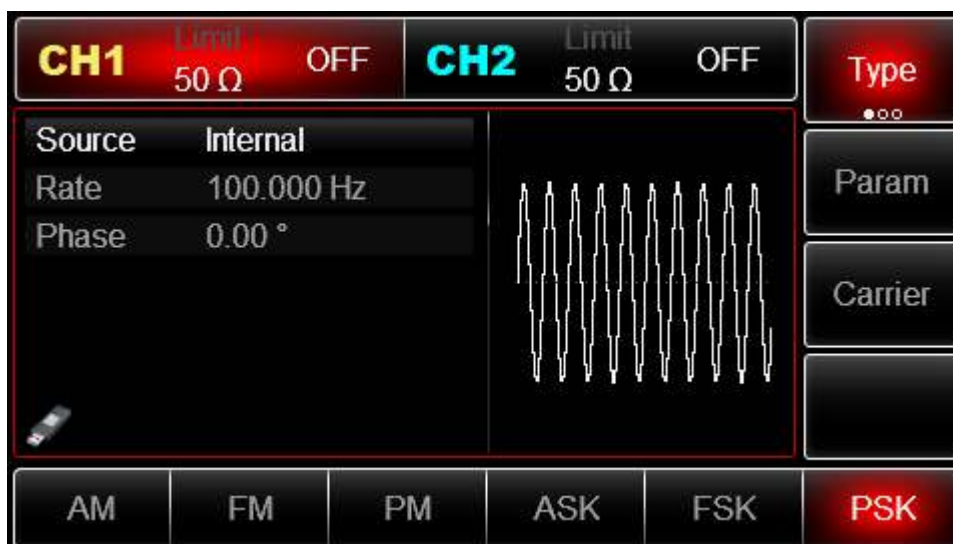 CH1 Limit 50 Ω OFF CH2 Limit 50 Ω OFF
Type
Source Internal
Rate 100.000 Hz
Phase 0.00 °
Param
Carrier
AM FM PM ASK FSK PSK